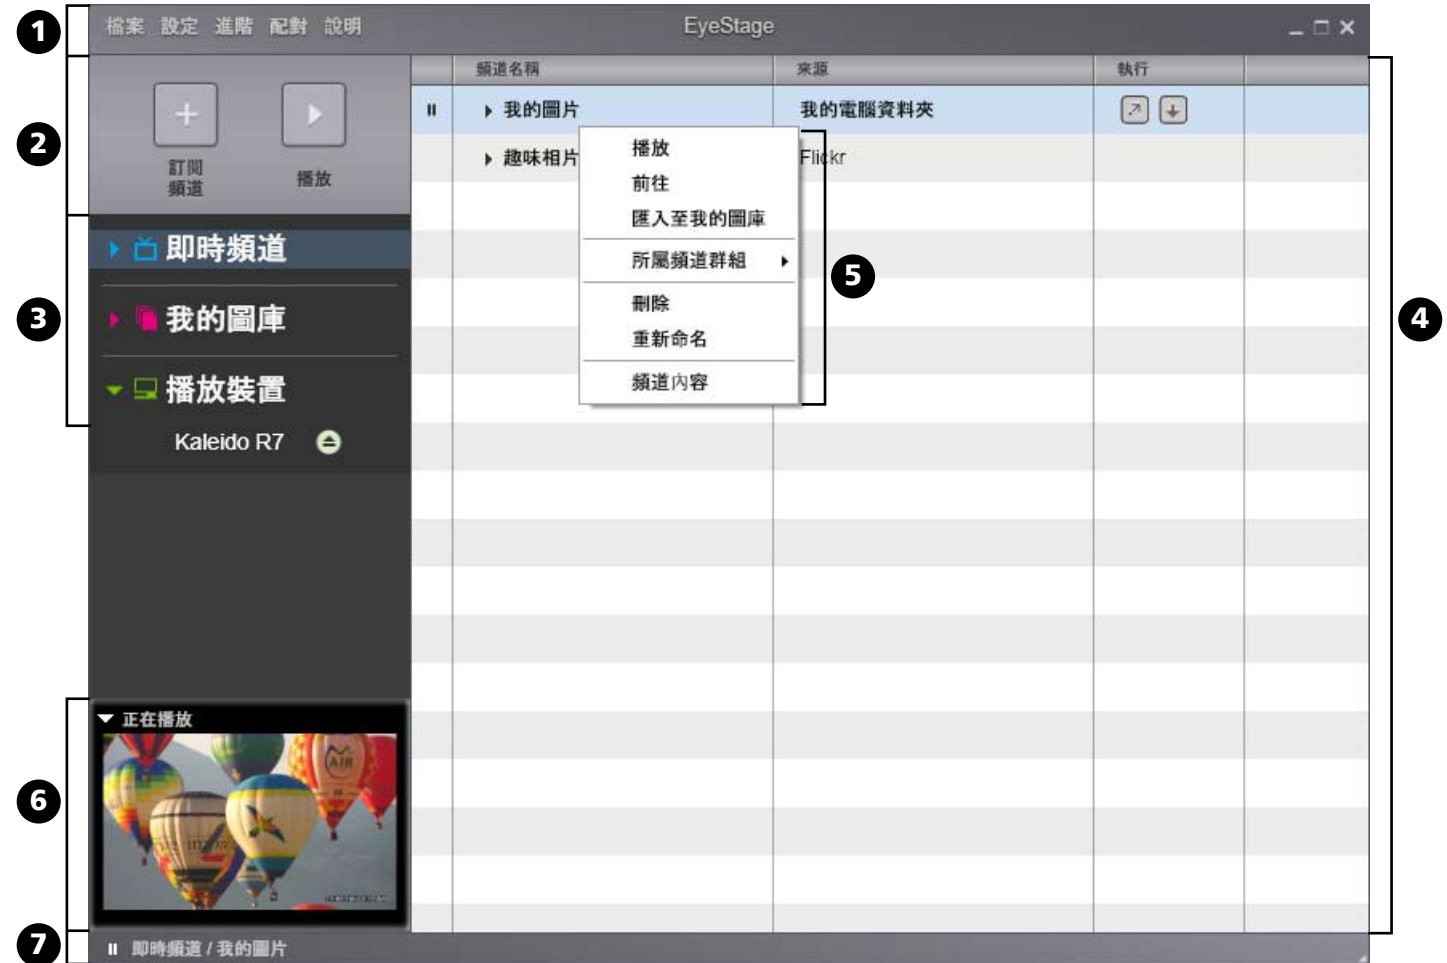 1
檔案 設定 進階 配對 說明
EyeStage
2
訂閱
頻道
播放
頻道名稱
來源
執行
我的圖片
我的電腦資料夾
趣味相片
Flickr
播放
前往
匯入至我的圖庫
所屬頻道群組
刪除
重新命名
頻道內容
5
4
3
即時頻道
我的圖庫
播放裝置
Kaleido R7
6
正在播放
AIR
7
即時頻道 / 我的圖片